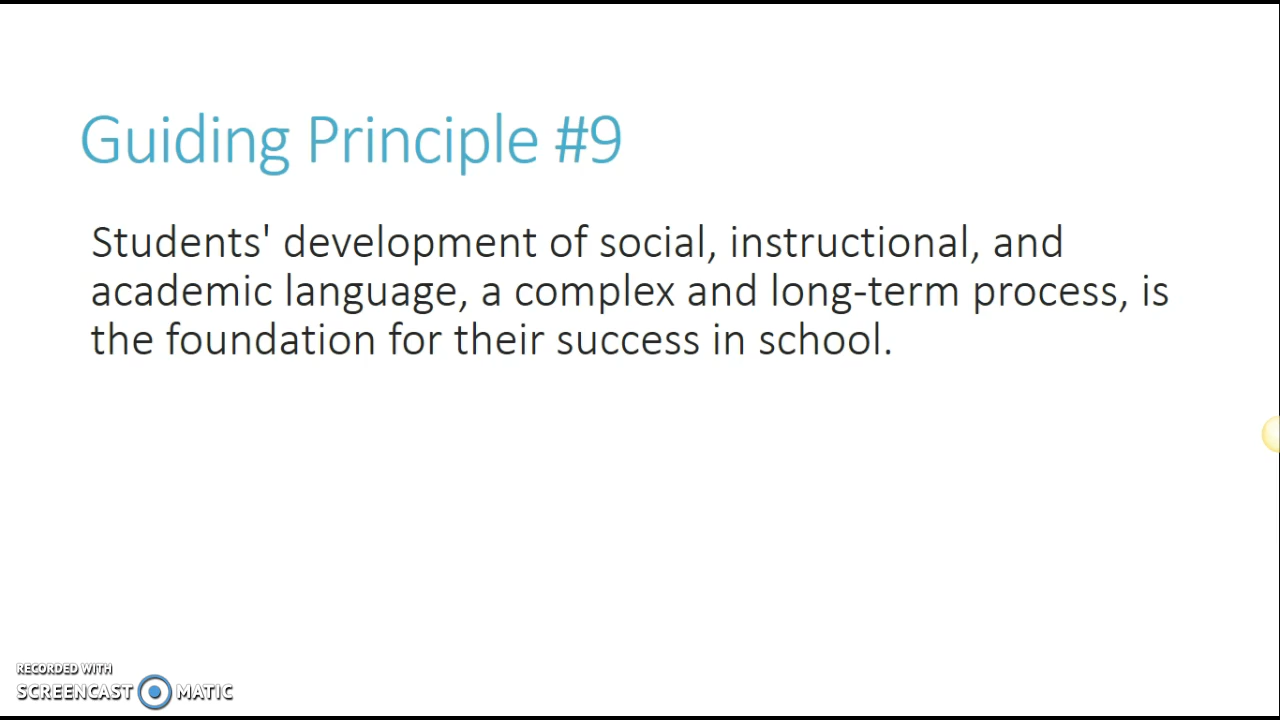 Guiding Principle #9
Students' development of social, instructional, and
academic language, a complex and long-term process, is
the foundation for their success in school.
RECORDED WITH
SCREENCAST MATIC